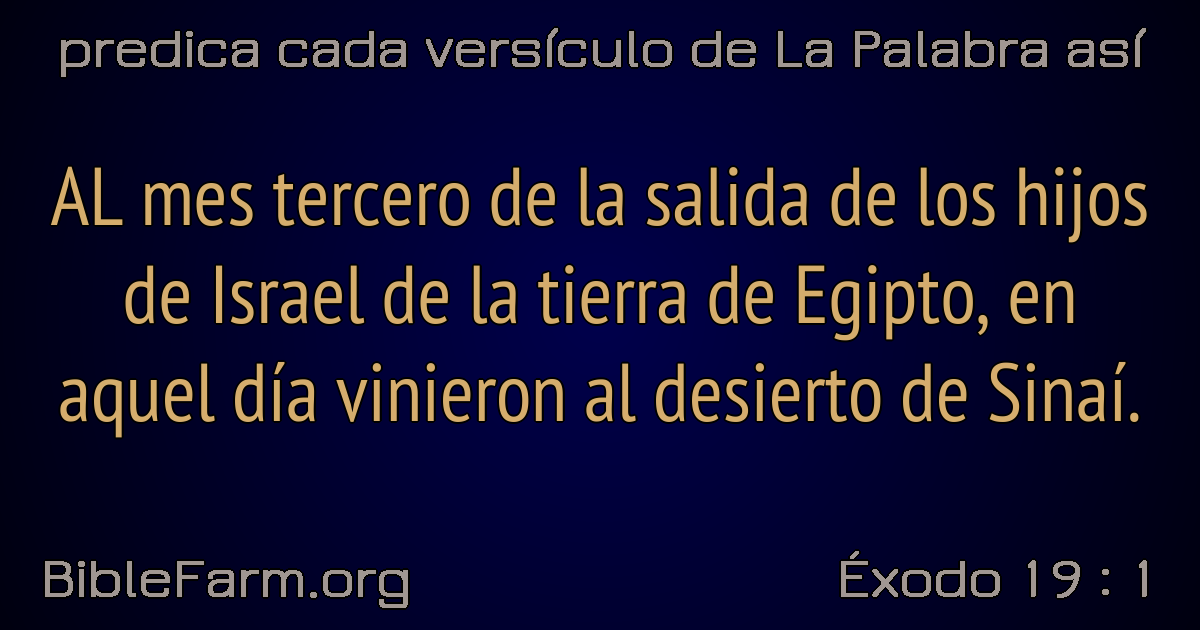 predica cada versículo de La Palabra así
AL mes tercero de la salida de los hijos
de Israel de la tierra de Egipto, en
aquel día vinieron al desierto de Sinaí.
BibleFarm.org
Éxodo 19 : 1